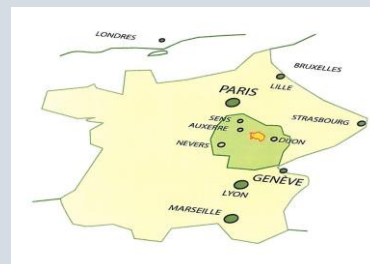 LONDRES
BRUXELLES
LILLE
PARIS
STRASBOURG
SENS
AUXERRE
DIJON
NEVERS
GENÈVE
LYON
MARSEILLE